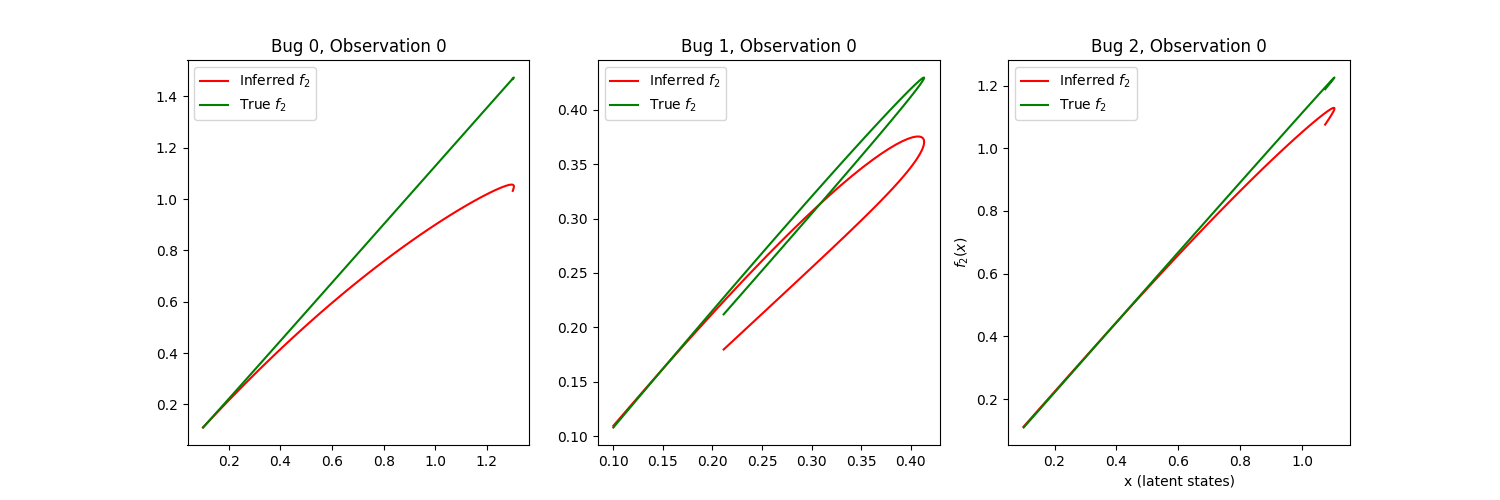 Bug 0, Observation 0
Inferred f₂
True f₂
1.4
1.2
1.0
0.8
0.6
0.4
0.2
0.2 0.4 0.6 0.8 1.0 1.2
Bug 1, Observation 0
Inferred f₂
True f₂
0.40
0.35
0.30
0.25
0.20
0.15
0.10
0.10 0.15 0.20 0.25 0.30 0.35 0.40
Bug 2, Observation 0
Inferred f₂
True f₂
f₂(x)
1.2
1.0
0.8
0.6
0.4
0.2
0.2 0.4 0.6 0.8 1.0
x (latent states)